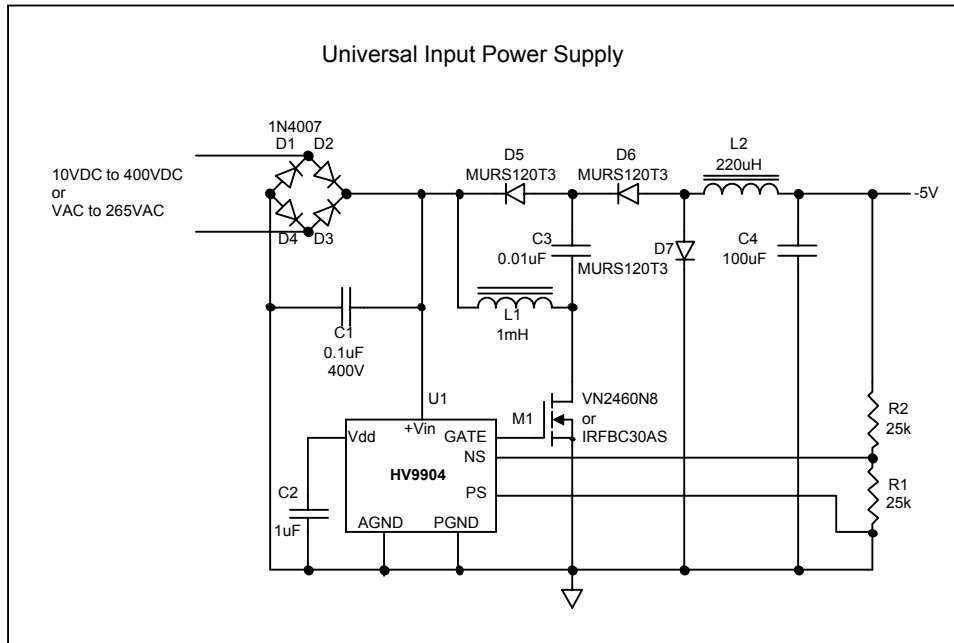 Universal Input Power Supply
1N4007
D1
D2
10VDC to 400VDC
or
VAC to 265VAC
D4
D3
D5
MURS120T3
D6
MURS120T3
L2
220uH
-5V
C3
0.01uF
D7
MURS120T3
C4
100uF
L1
1mH
C1
0.1uF
400V
U1
+Vin
Vdd
GATE
NS
HV9904
PS
AGND
PGND
M1
VN2460N8
or
IRFBC30AS
R2
25k
R1
25k
C2
1uF